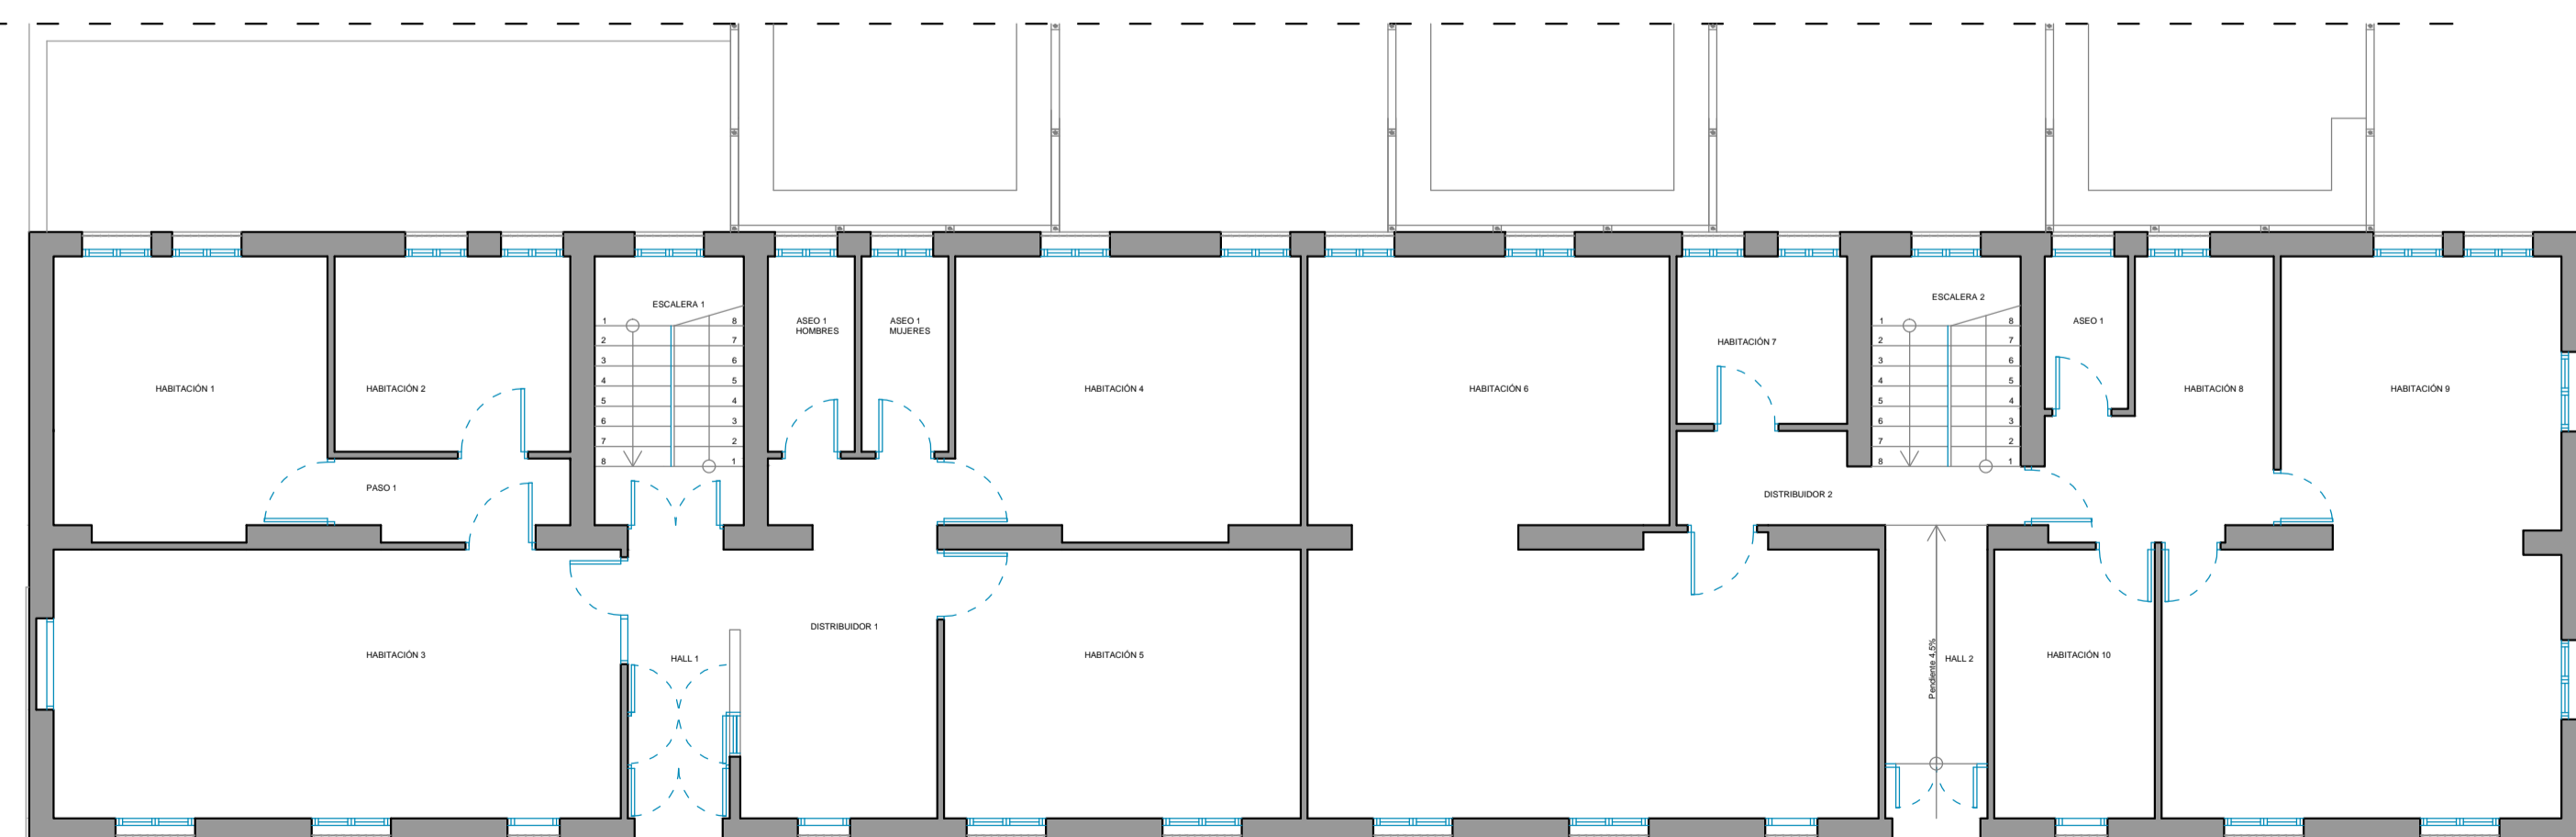 ESCALERA 1
ESCALERA 2
1
8
2
7
3
6
4
5
5
4
6
3
7
2
8
1
ASEO 1
HOMBRES
ASEO 1
MUJERES
1
8
2
7
3
6
4
5
5
4
6
3
7
2
8
1
ASEO 1
HABITACIÓN 7
HABITACIÓN 1
HABITACIÓN 2
HABITACIÓN 4
HABITACIÓN 6
HABITACIÓN 8
HABITACIÓN 9
PASO 1
DISTRIBUIDOR 2
DISTRIBUIDOR 1
HABITACIÓN 3
HALL 1
HABITACIÓN 5
Pendiente 4,5%
HALL 2
HABITACIÓN 10